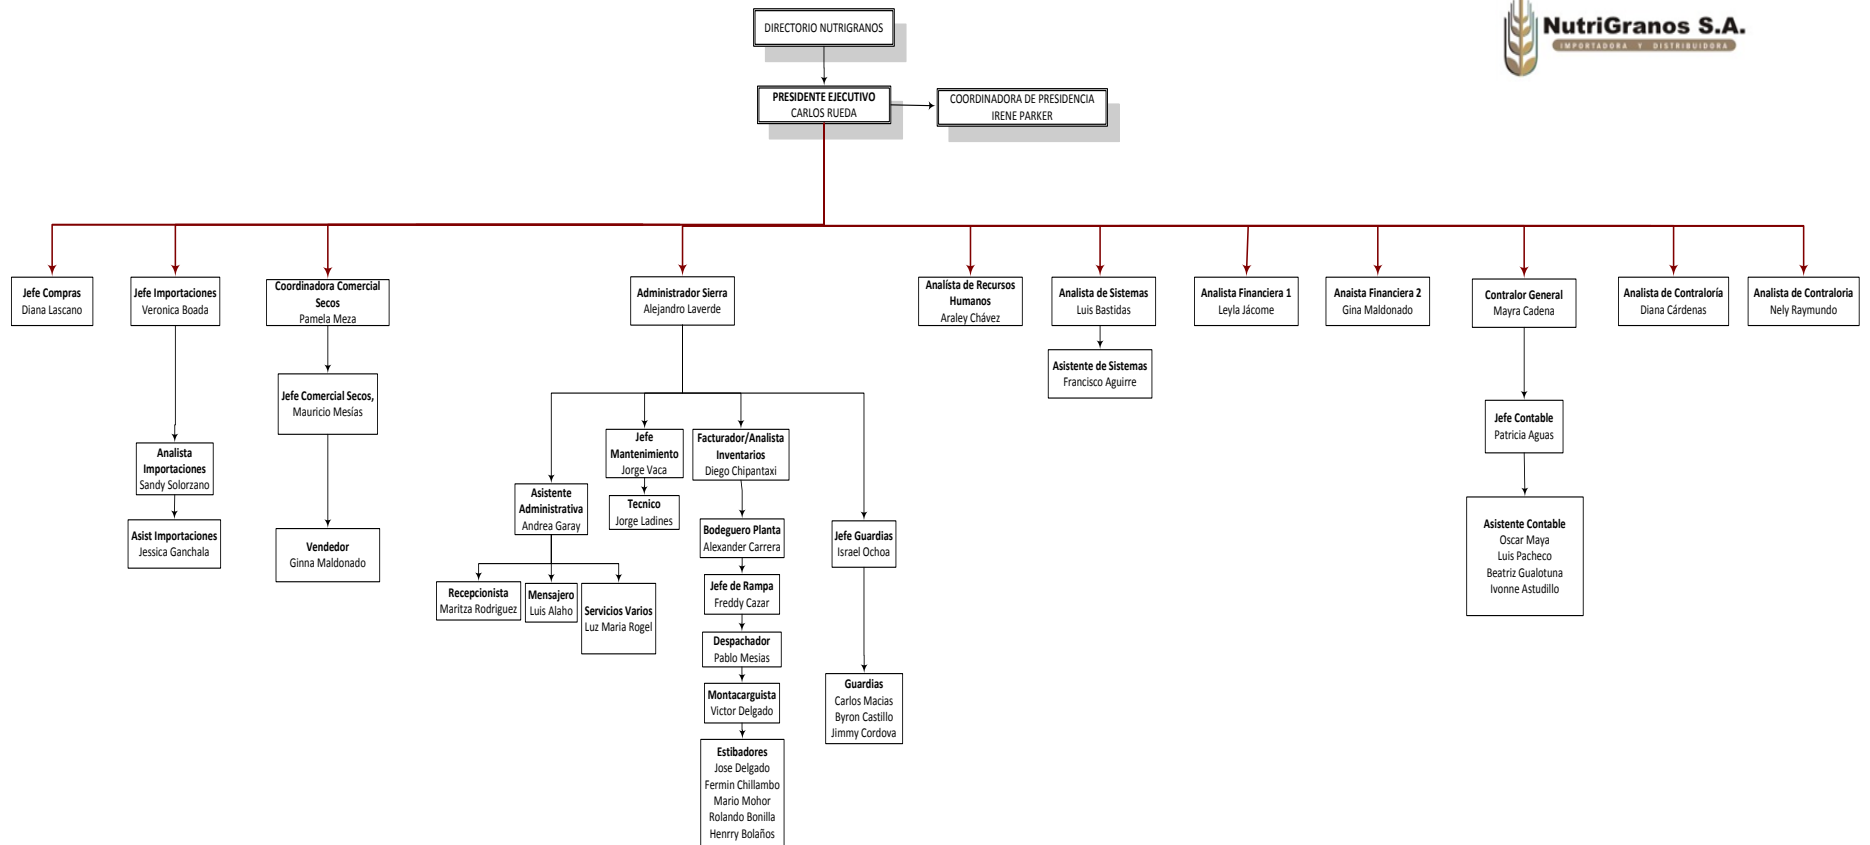 DIRECTORIO NUTRIGRANOS
NutriGranos S.A.
IMPORTADORA Y DISTRIBUIDORA
PRESIDENTE EJECUTIVO
CARLOS RUEDA
COORDINADORA DE PRESIDENCIA
IRENE PARKER
Jefe Compras
Diana Lascano
Jefe Importaciones
Veronica Boada
Coordinadora Comercial
Secos
Pamela Meza
Administrador Sierra
Alejandro Laverde
Analísta de Recursos
Humanos
Araley Chávez
Analista de Sistemas
Luis Bastidas
Analista Financiera 1
Leyla Jácome
Anaista Financiera 2
Gina Maldonado
Contralor General
Mayra Cadena
Analista de Contraloría
Diana Cárdenas
Analista de Contraloria
Nely Raymundo
Asistente de Sistemas
Francisco Aguirre
Jefe Comercial Secos,
Mauricio Mesías
Jefe Contable
Patricia Aguas
Analista
Importaciones
Sandy Solorzano
Jefe
Mantenimiento
Jorge Vaca
Facturador/Analista
Inventarios
Diego Chipantaxi
Asistente
Administrativa
Andrea Garay
Tecnico
Jorge Ladines
Asist Importaciones
Jessica Ganchala
Vendedor
Ginna Maldonado
Bodeguero Planta
Alexander Carrera
Jefe Guardias
Israel Ochoa
Asistente Contable
Oscar Maya
Luis Pacheco
Beatriz Gualotuna
Ivonne Astudillo
Recepcionista
Maritza Rodriguez
Mensajero
Luis Alaho
Servicios Varios
Luz Maria Rogel
Jefe de Rampa
Freddy Cazar
Despachador
Pablo Mesias
Montacarguista
Victor Delgado
Guardias
Carlos Macias
Byron Castillo
Jimmy Cordova
Estibadores
Jose Delgado
Fermin Chillambo
Mario Mohor
Rolando Bonilla
Henrry Bolaños